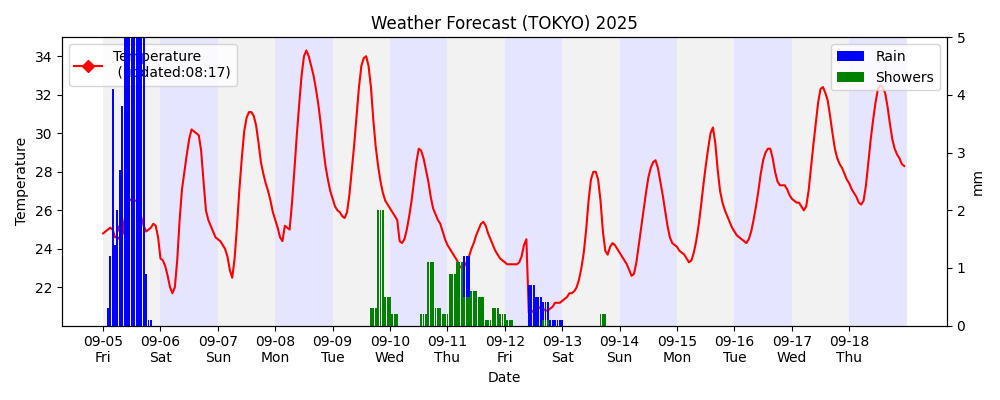 Weather Forecast (TOKYO) 2025
Temperature
(updated:08:17)
Rain
Showers
Temperature
34
32
30
28
26
24
22
5
4
3
2
1
0
mm
09-05 09-06 09-07 09-08 09-09 09-10 09-11 09-12 09-13 09-14 09-15 09-16 09-17 09-18
Fri Sat Sun Mon Tue Wed Thu Fri Sat Sun Mon Tue Wed Thu
Date